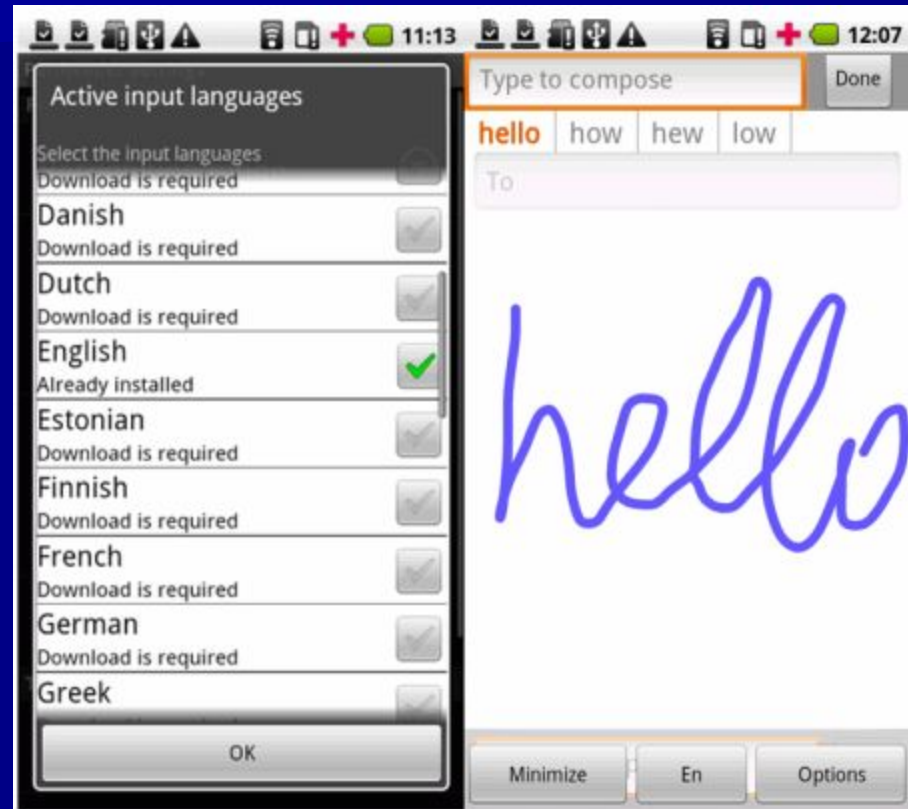 11:13
Active input languages
Select the input languages
Download is required
Danish
Download is required
Dutch
Download is required
English
Already installed
Estonian
Download is required
Finnish
Download is required
French
Download is required
German
Download is required
Greek
OK
12:07
Type to compose
Done
hello how hew low
To
hello
Minimize En Options